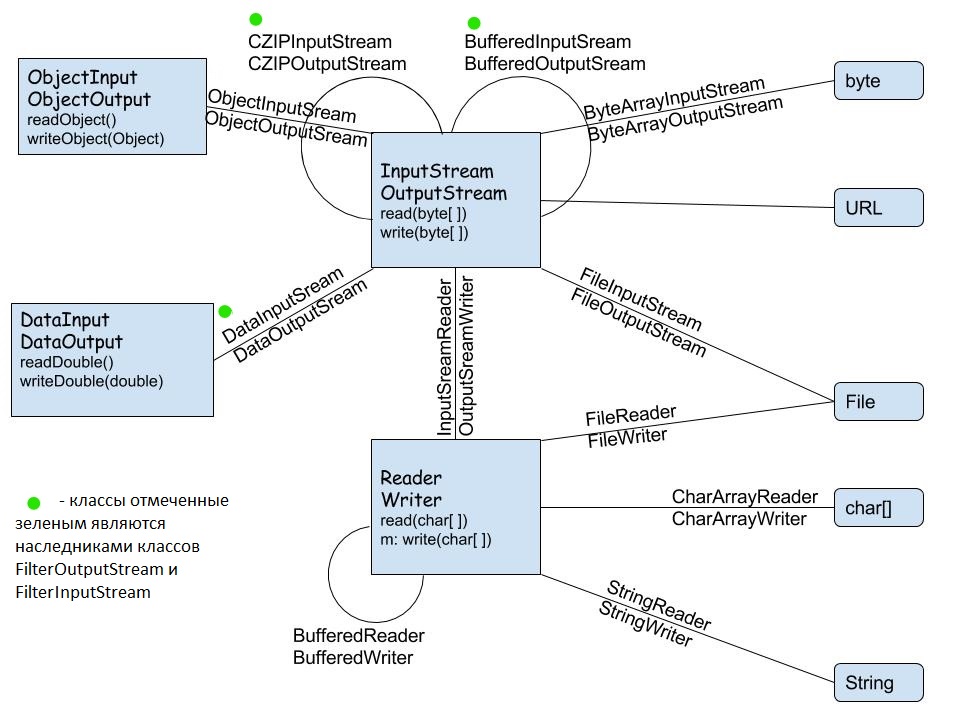 CZIPInputStream
CZIPOutputStream
BufferedInputSream
BufferedOutputSream
ObjectInput
ObjectOutput
readObject()
writeObject(Object)
ObjectInputSream
ObjectOutputSream
ByteArrayInputStream
ByteArrayOutputStream
byte
InputStream
OutputStream
read(byte[ ])
write(byte[ ])
URL
DataInput
DataOutput
readDouble()
writeDouble(double)
DataInputSream
DataOutputSream
InputSreamReader
OutputSreamWriter
FileInputStream
FileOutputStream
File
FileReader
FileWriter
Reader
Writer
read(char[ ])
m: write(char[ ])
CharArrayReader
CharArrayWriter
char[]
- классы отмеченные
зеленым являются
наследниками классов
FilterOutputStream и
FilterInputStream
BufferedReader
BufferedWriter
StringReader
StringWriter
String